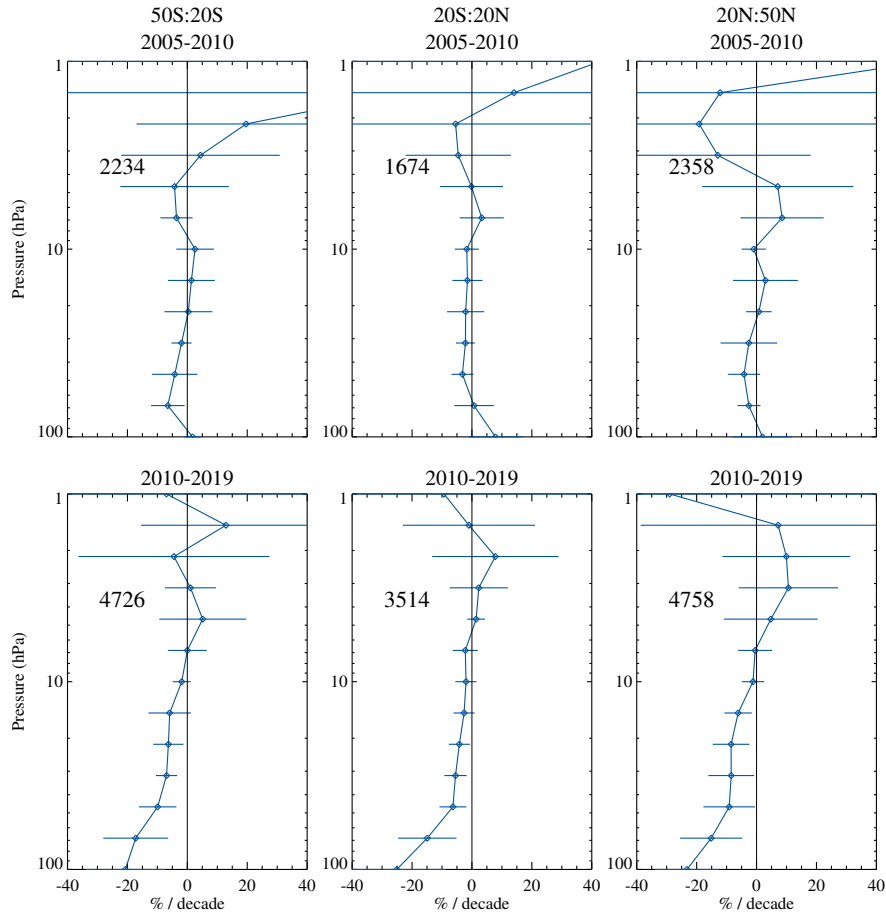 50S:20S 20S:20N 20N:50N
2005-2010 2005-2010 2005-2010
1 1 1
2234 1674 2358
Pressure (hPa)
10 10 10
100 100 100
2010-2019 2010-2019 2010-2019
1 1 1
4726 3514 4758
Pressure (hPa)
10 10 10
100 100 100
-40 -20 0 20 40 -40 -20 0 20 40 -40 -20 0 20 40
% / decade % / decade % / decade